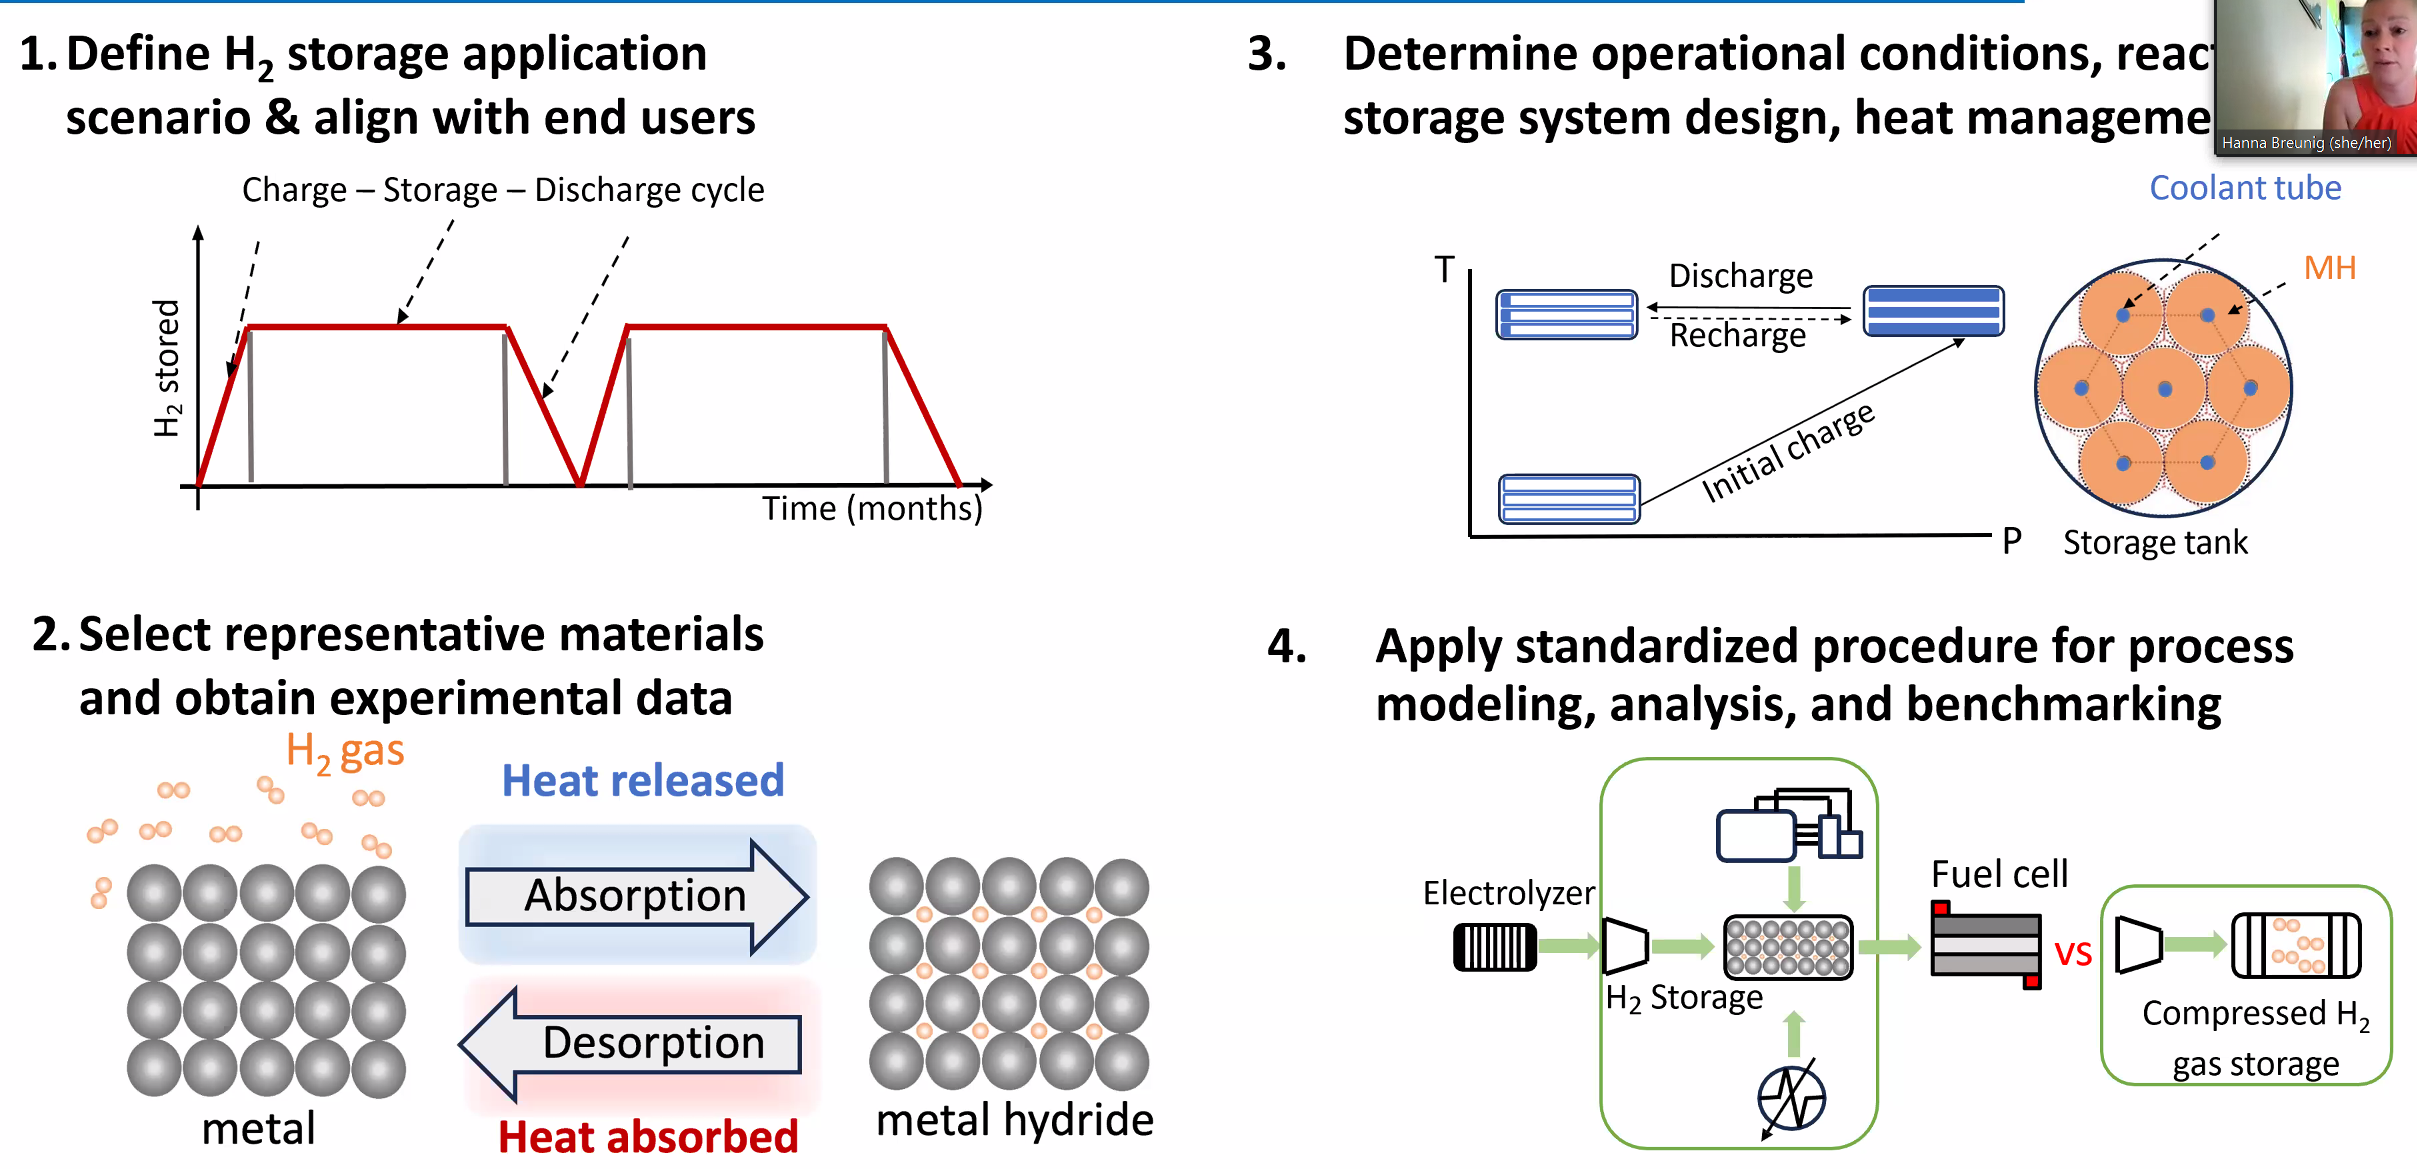 1. Define H₂ storage application
scenario & align with end users
Charge – Storage – Discharge cycle
H₂ stored
Time (months)
2. Select representative materials
and obtain experimental data
H₂ gas
Heat released
Absorption
Desorption
Heat absorbed
metal
metal hydride
3. Determine operational conditions,
storage system design, heat
Hanna Breunig (she/her)
Coolant tube
MH
T
Discharge
Recharge
Initial charge
P
Storage tank
4. Apply standardized procedure for process
modeling, analysis, and benchmarking
Electrolyzer
H₂ Storage
Fuel cell
vs
Compressed H₂
gas storage